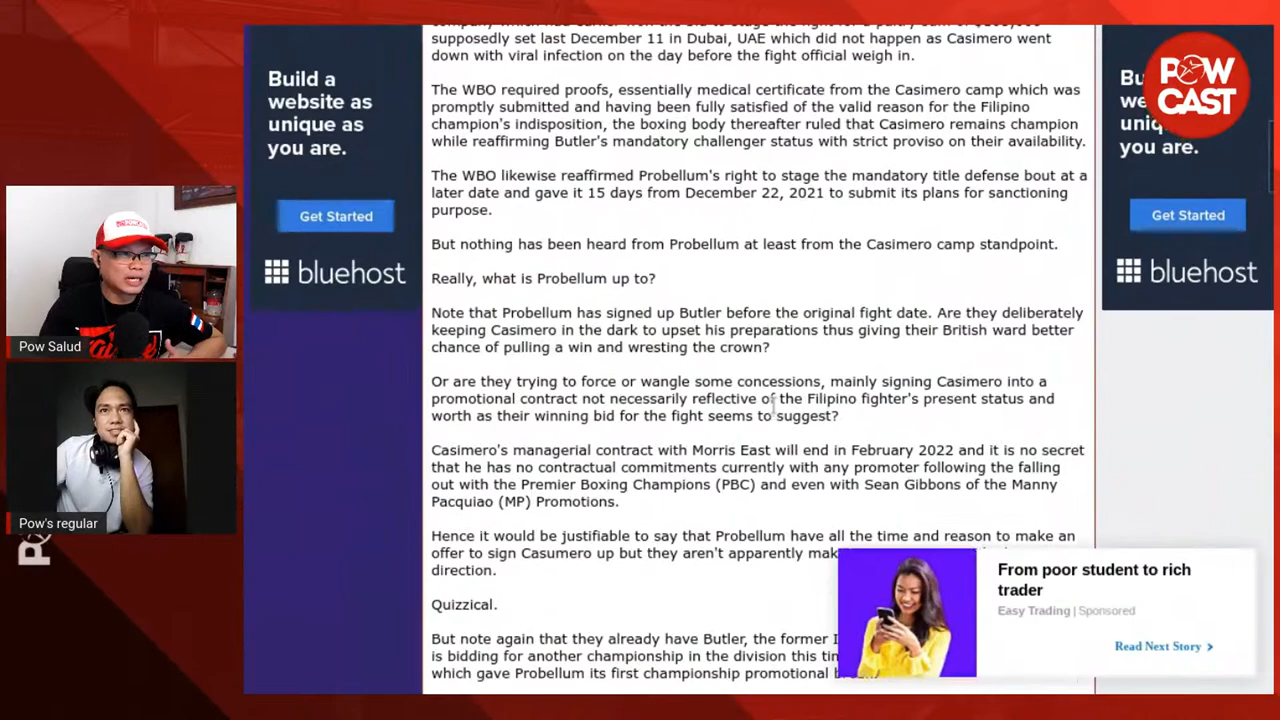 supposedly set last December 11 in Dubai, UAE which did not happen as Casimero went
down with viral infection on the day before the fight official weigh in.
The WBO required proofs, essentially medical certificate from the Casimero camp which was
promptly submitted and having been fully satisfied of the valid reason for the Filipino
champion's indisposition, the boxing body thereafter ruled that Casimero remains champion
while reaffirming Butler's mandatory challenger status with strict proviso on their availability.
The WBO likewise reaffirmed Probellum's right to stage the mandatory title defense bout at a
later date and gave it 15 days from December 22, 2021 to submit its plans for sanctioning
purpose.
But nothing has been heard from Probellum at least from the Casimero camp standpoint.
Really, what is Probellum up to?
Note that Probellum has signed up Butler before the original fight date. Are they deliberately
keeping Casimero in the dark to upset his preparations thus giving their British ward better
chance of pulling a win and wresting the crown?
Or are they trying to force or wangle some concessions, mainly signing Casimero into a
promotional contract not necessarily reflective of the Filipino fighter's present status and
worth as their winning bid for the fight seems to suggest?
Casimero's managerial contract with Morris East will end in February 2022 and it is no secret
that he has no contractual commitments currently with any promoter following the falling
out with the Premier Boxing Champions (PBC) and even with Sean Gibbons of the Manny
Pacquiao (MP) Promotions.
Hence it would be justifiable to say that Probellum have all the time and reason to make an
offer to sign Casumero up but they aren't apparently mak
direction.
Quizzical.
But note again that they already have Butler, the former I
is bidding for another championship in the division this tim
which gave Probellum its first championship promotional
Build a
website as
unique as
you are.
Get Started
bluehost
Bu
we
uniq
you are.
Get Started
bluehost
POW
CAST
Pow Salud
Pow's regular
From poor student to rich
trader
Easy Trading | Sponsored
Read Next Story >